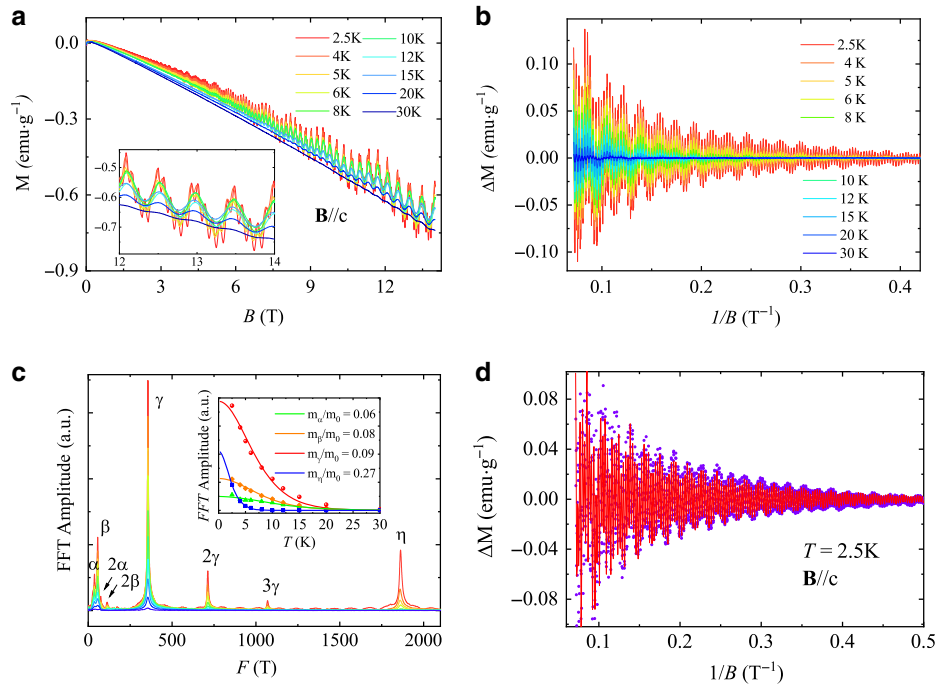 a
0.0
−0.3
−0.6
−0.9
M (emu·g⁻¹)
2.5K
4K
5K
6K
8K
10K
12K
15K
20K
30K
-0.5
-0.6
-0.7
12
13
14
B//c
0
3
6
9
12
B (T)
b
0.10
0.05
0.00
−0.05
−0.10
ΔM (emu·g⁻¹)
2.5K
4 K
5 K
6 K
8 K
10 K
12 K
15 K
20 K
30 K
0.1
0.2
0.3
0.4
1/B (T⁻¹)
c
FFT Amplitude (a.u.)
α
β
2α
2β
γ
2γ
3γ
η
FFT Amplitude (a.u.)
mα/m₀ = 0.06
mβ/m₀ = 0.08
mγ/m₀ = 0.09
mη/m₀ = 0.27
0
5
10
15
20
25
30
T (K)
0
500
1000
1500
2000
F (T)
d
0.08
0.04
0.00
−0.04
−0.08
ΔM (emu·g⁻¹)
T = 2.5K
B//c
0.1
0.2
0.3
0.4
0.5
1/B (T⁻¹)